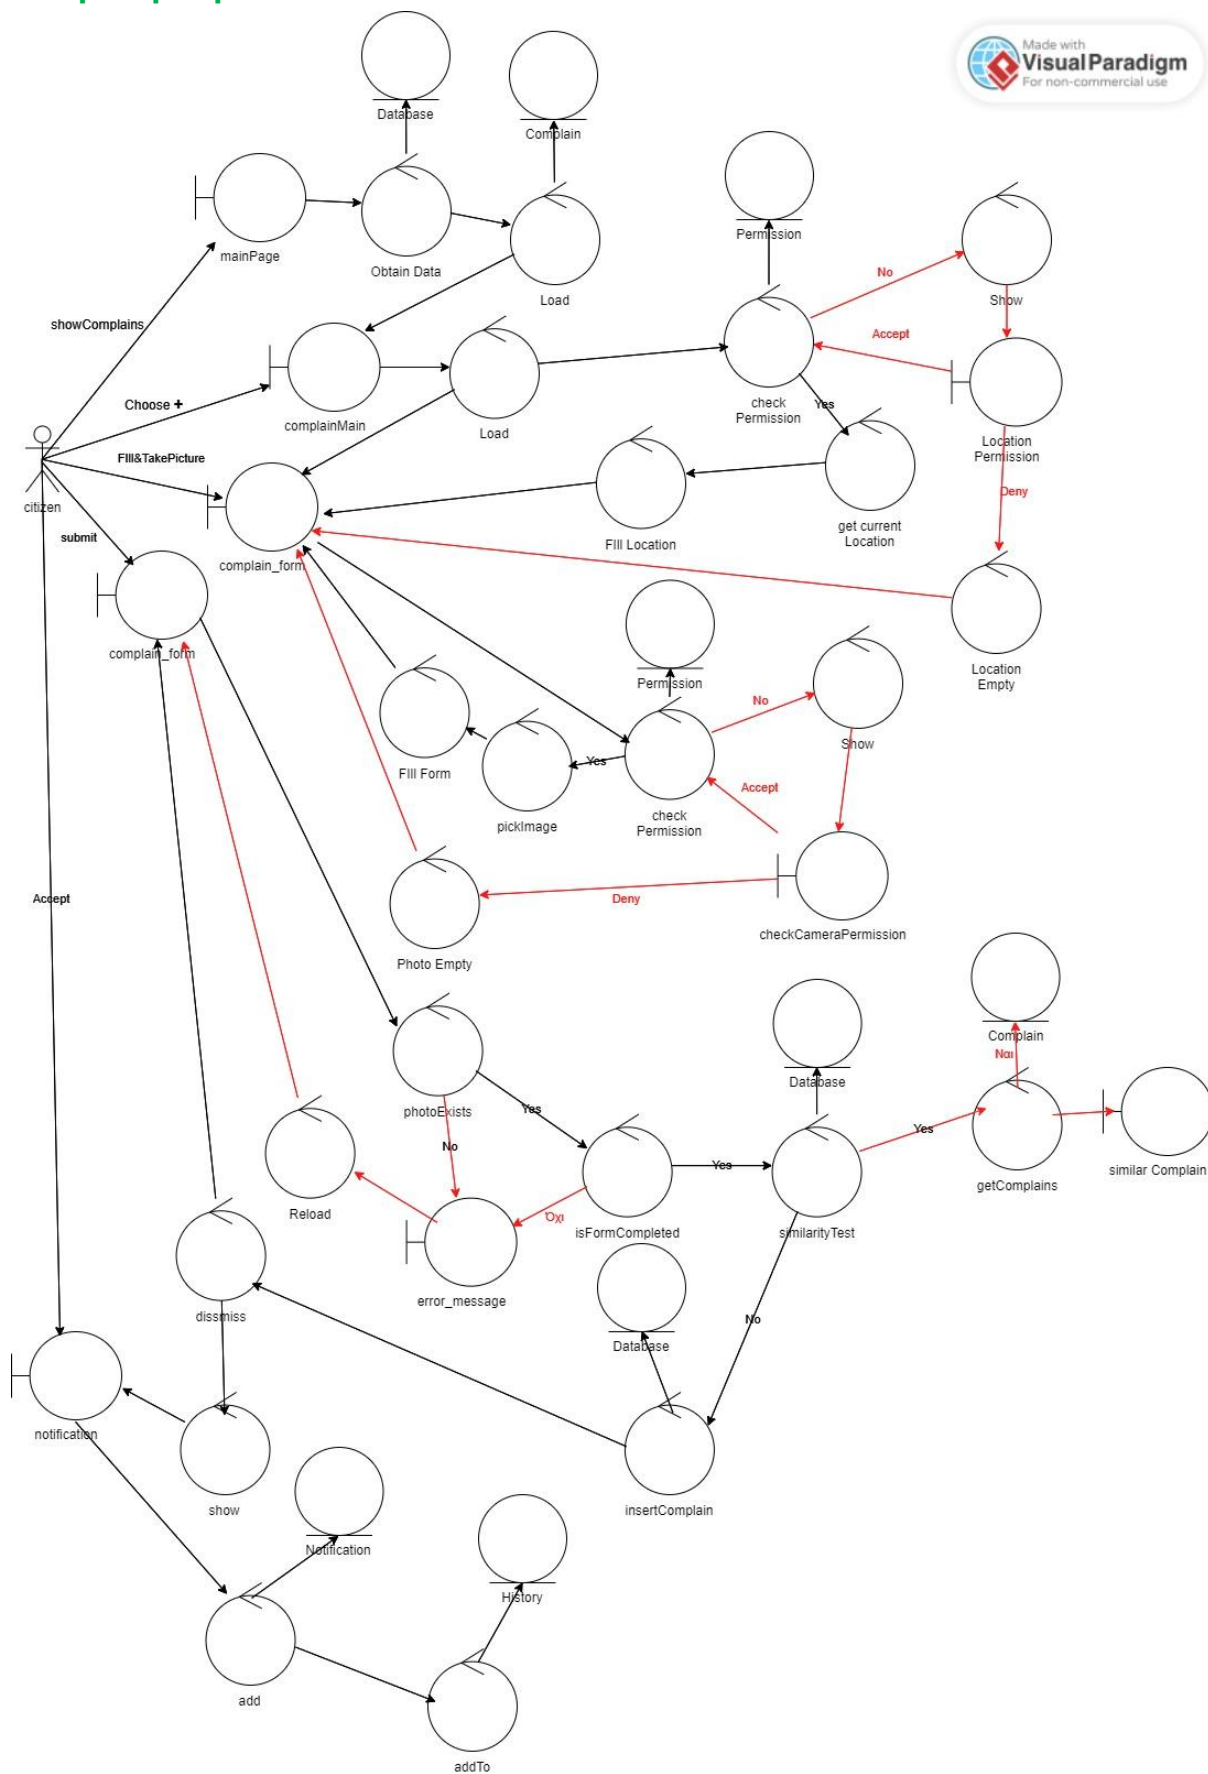 Made with
Visual Paradigm
For non-commercial use
Database
Complain
Permission
mainPage
Obtain Data
Load
No
Show
showComplains
Accept
Choose +
complainMain
Load
check
Permission
Yes
Location
Permission
FIll&TakePicture
citizen
Deny
submit
complain_form
FIll Location
get current
Location
complain_form
Permission
Location
Empty
No
Show
FIll Form
Yes
Accept
pickImage
check
Permission
Accept
Deny
checkCameraPermission
Photo Empty
Complain
Ναι
Database
photoExists
Yes
No
Yes
Yes
similar Complain
getComplains
Reload
Όχι
isFormCompleted
similarityTest
error_message
dissmiss
No
Database
notification
show
insertComplain
Notification
History
add
addTo